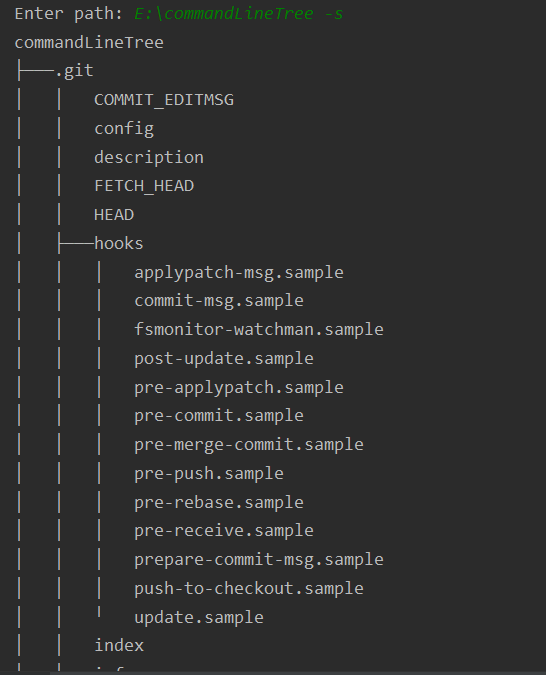 Enter path: E:\commandLineTree -s
commandLineTree
├───.git
│   │   COMMIT_EDITMSG
│   │   config
│   │   description
│   │   FETCH_HEAD
│   │   HEAD
│   ├───hooks
│   │   │   applypatch-msg.sample
│   │   │   commit-msg.sample
│   │   │   fsmonitor-watchman.sample
│   │   │   post-update.sample
│   │   │   pre-applypatch.sample
│   │   │   pre-commit.sample
│   │   │   pre-merge-commit.sample
│   │   │   pre-push.sample
│   │   │   pre-rebase.sample
│   │   │   pre-receive.sample
│   │   │   prepare-commit-msg.sample
│   │   │   push-to-checkout.sample
│   │   ╵   update.sample
│   │   index